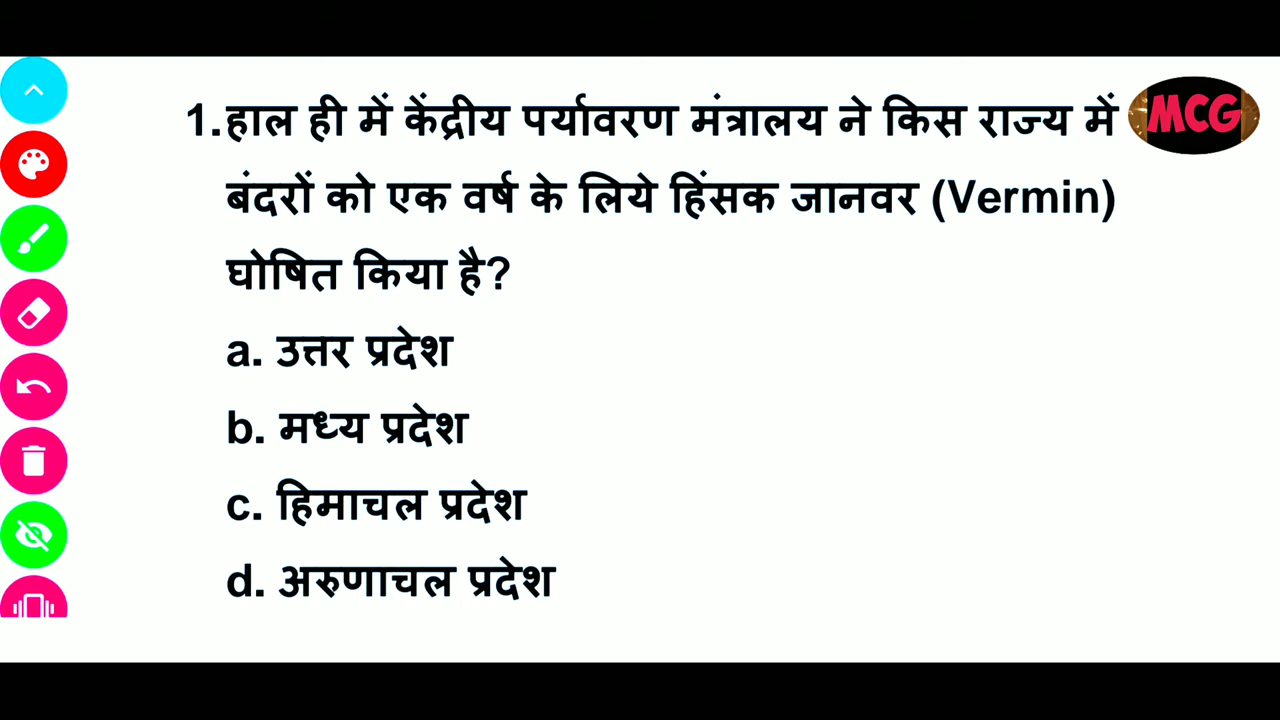 1.हाल ही में केंद्रीय पर्यावरण मंत्रालय ने किस राज्य में
MCG
बंदरों को एक वर्ष के लिये हिंसक जानवर (Vermin)
घोषित किया है?
a. उत्तर प्रदेश
b. मध्य प्रदेश
c. हिमाचल प्रदेश
d. अरुणाचल प्रदेश